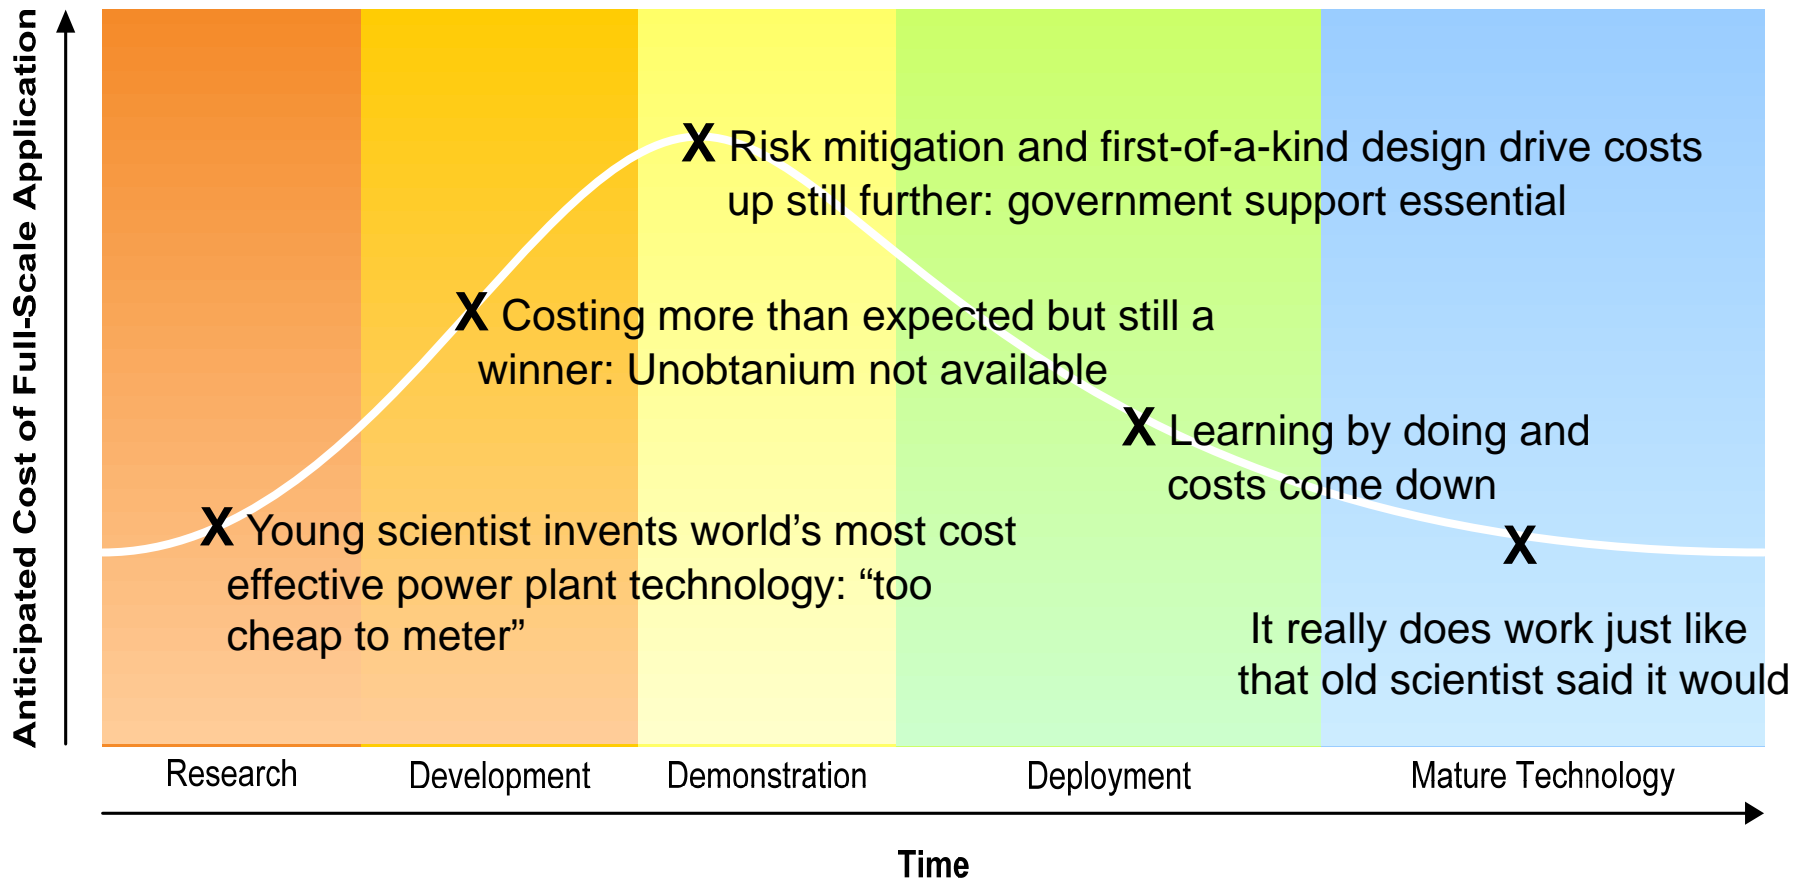 Anticipated Cost of Full-Scale Application
X Risk mitigation and first-of-a-kind design drive costs
up still further: government support essential
X Costing more than expected but still a
winner: Unobtanium not available
X Learning by doing and
costs come down
X Young scientist invents world’s most cost
effective power plant technology: “too
cheap to meter”
X
It really does work just like
that old scientist said it would
Research
Development
Demonstration
Deployment
Mature Technology
Time